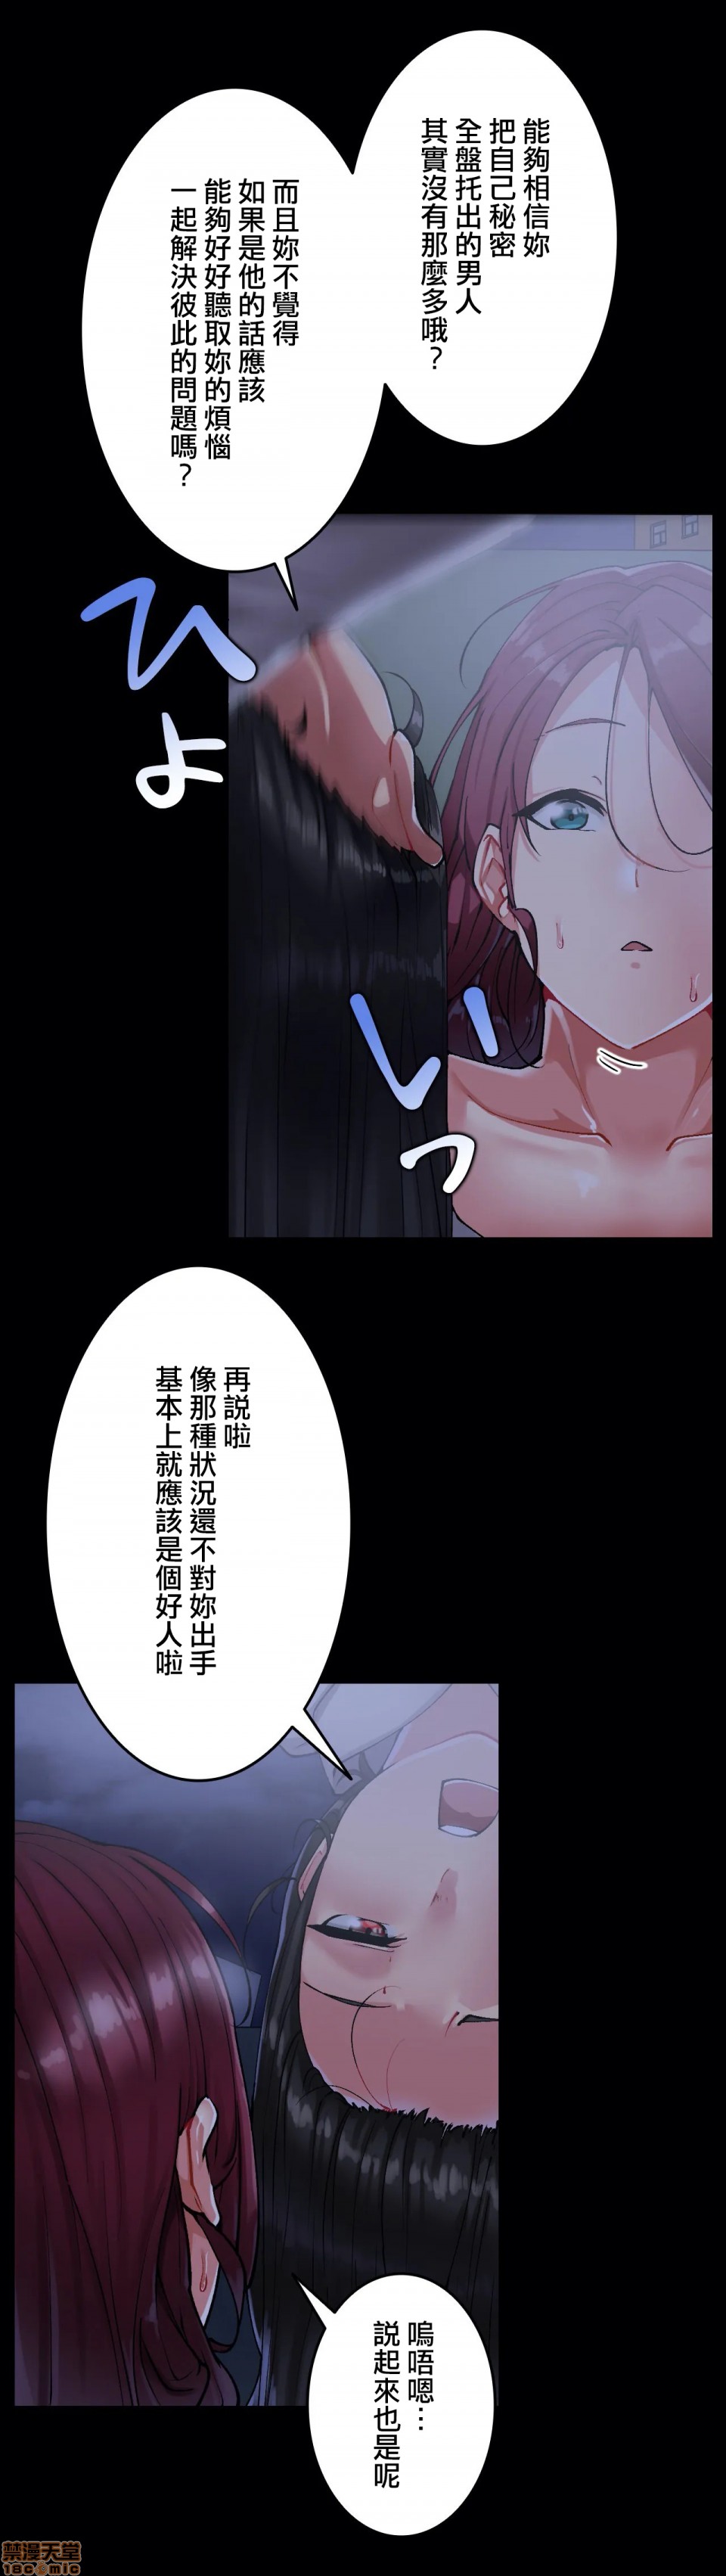 能夠相信妳
把自己秘密
全盤托出的男人
其實沒有那麼多哦？
而且妳不覺得
如果是他的話應該
能夠好好聽取妳的煩惱
一起解決彼此的問題嗎？
ひょいっ
再說啦
像那種狀況還不對妳出手
基本上就應該是個好人啦
嗚唔嗯…
說起來也是呢
禁漫天堂
18comic